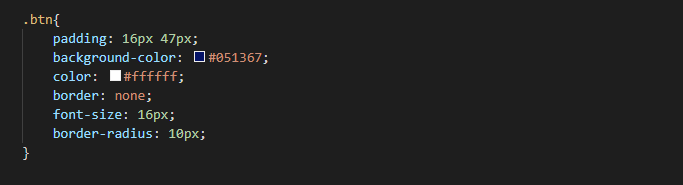 .btn{
    padding: 16px 47px;
    background-color: #051367;
    color: #ffffff;
    border: none;
    font-size: 16px;
    border-radius: 10px;
}